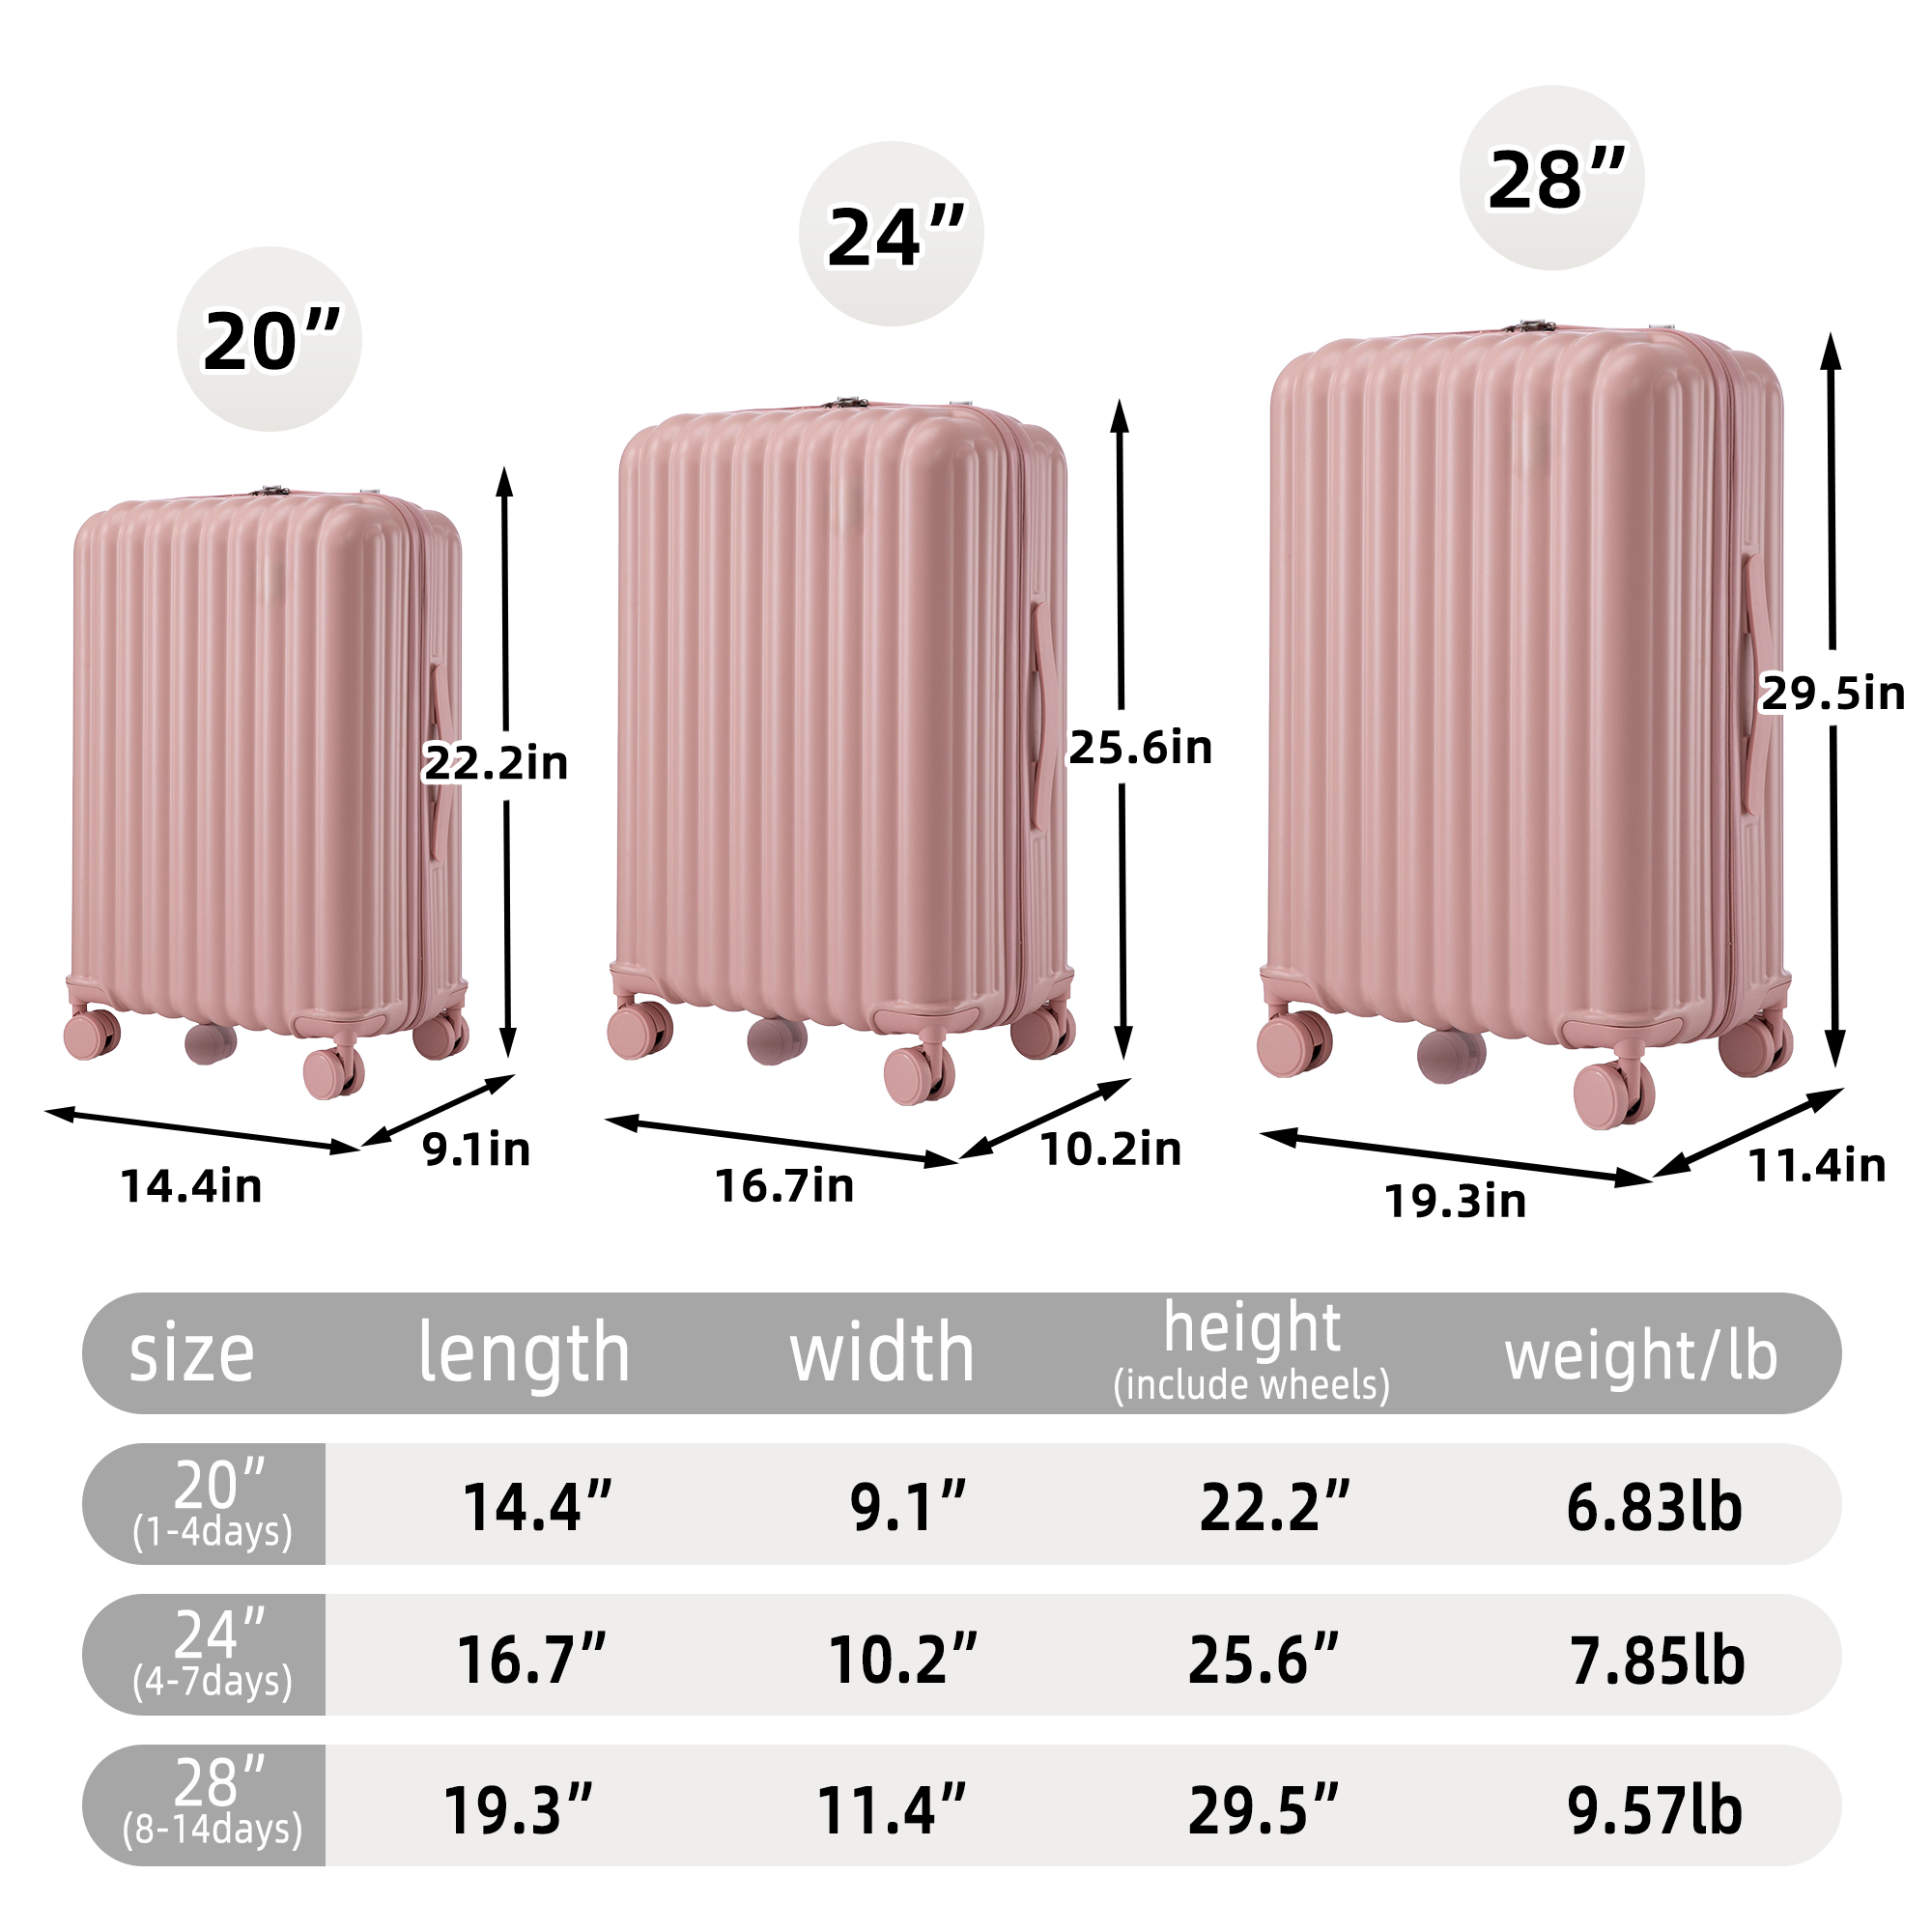 20”
24”
28”
22.2in
25.6in
29.5in
14.4in
9.1in
16.7in
10.2in
19.3in
11.4in
size length width height (include wheels) weight/lb
20” (1-4days) 14.4” 9.1” 22.2” 6.83lb
24” (4-7days) 16.7” 10.2” 25.6” 7.85lb
28” (8-14days) 19.3” 11.4” 29.5” 9.57lb